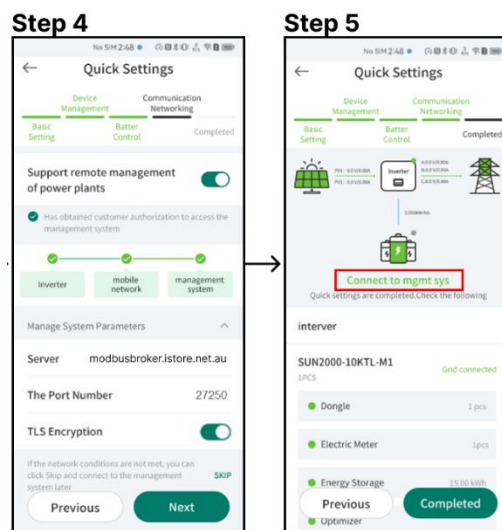 Step 4
No SIM 2:48
Quick Settings
Device Management
Communication Networking
Basic Setting
Batter Control
Completed
Support remote management
of power plants
Has obtained customer authorization to access the
management system
Inverter
mobile network
management system
Manage System Parameters
Server modbusbroker.istore.net.au
The Port Number 27250
TLS Encryption
If the network conditions are not met, you can
click Skip and connect to the management
system later
SKIP
Previous Next
Step 5
No SIM 2:48
Quick Settings
Device Management
Communication Networking
Basic Setting
Batter Control
Completed
Inverter
Connect to mgmt sys
Quick settings are completed.Check the following
interver
SUN2000-10KTL-M1
1PCS
Grid connected
Dongle 1 pcs
Electric Meter 1pcs
Energy Storage 15.00 kWh
Previous Completed
Optimizer